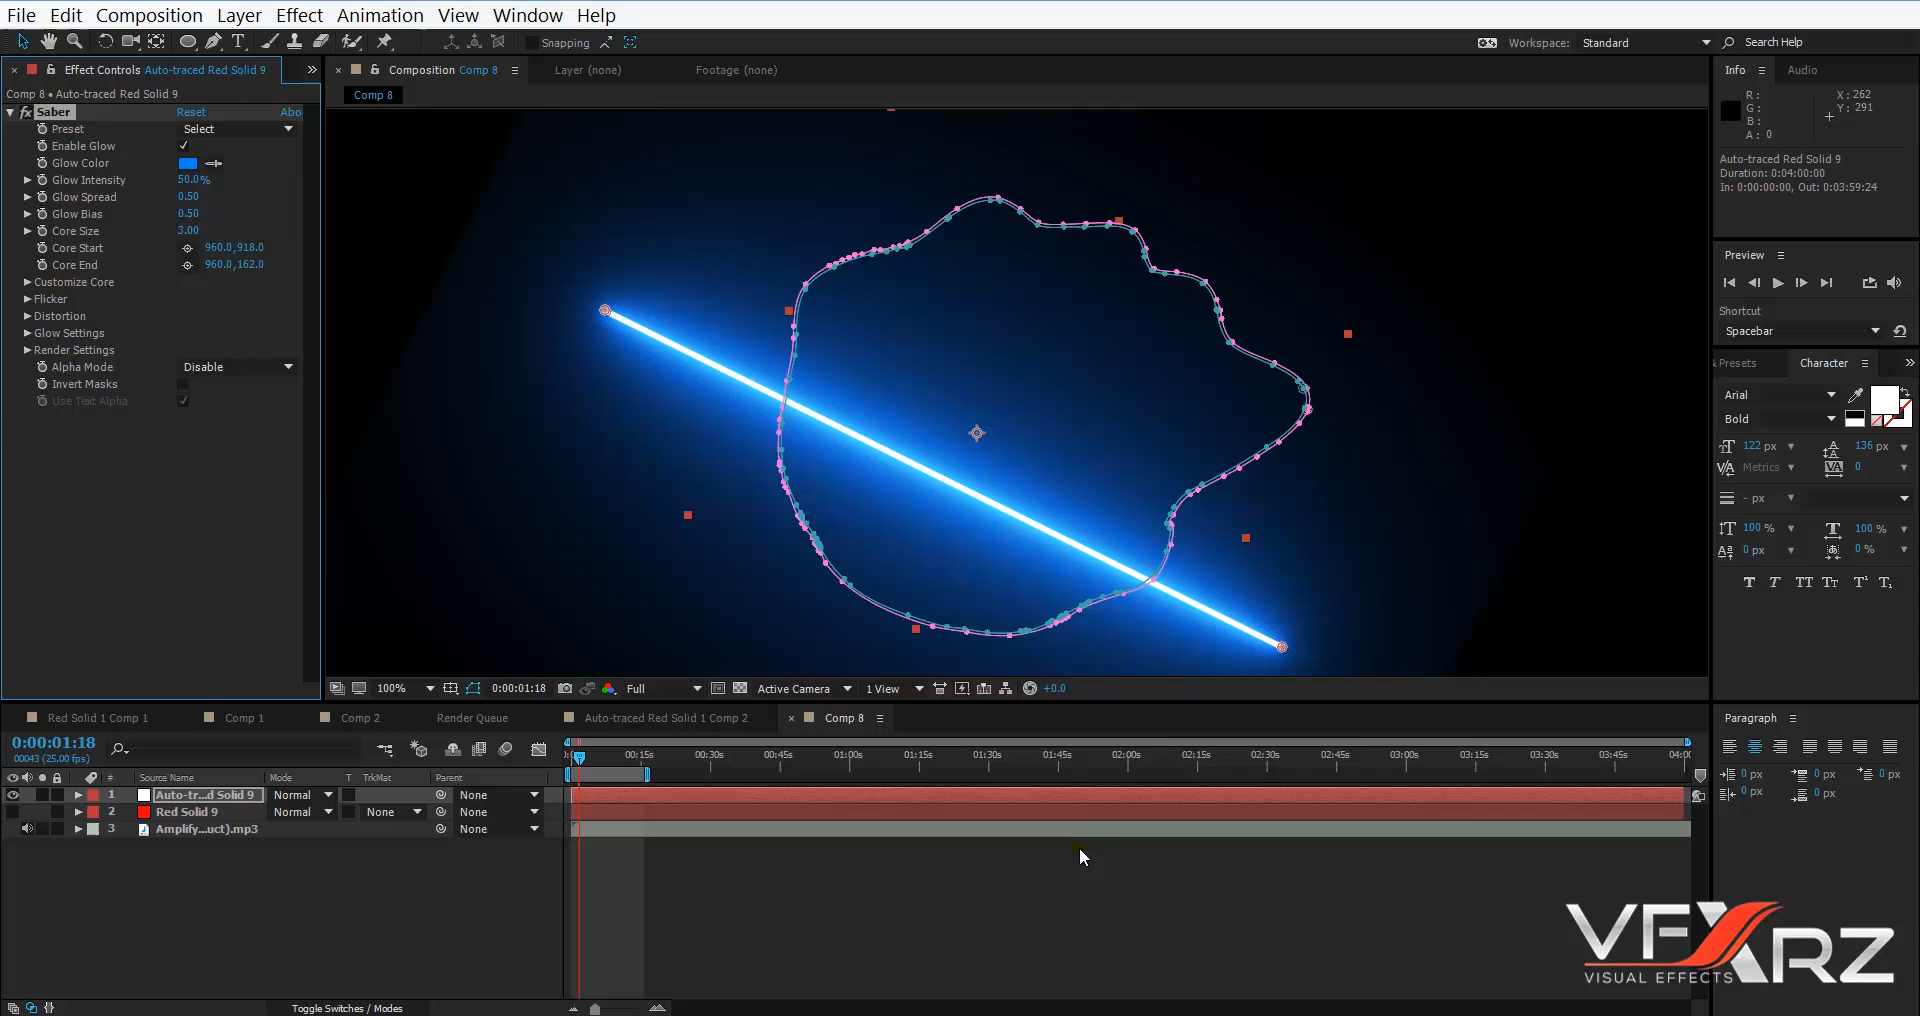 File Edit Composition Layer Effect Animation View Window Help
Snapping
Workspace: Standard
Search Help
Effect Controls Auto-traced Red Solid 9
Comp 8 • Auto-traced Red Solid 9
fx Saber Reset Abo
Preset Select
Enable Glow
Glow Color
Glow Intensity 50.0%
Glow Spread 0.50
Glow Bias 0.50
Core Size 3.00
Core Start 960.0,918.0
Core End 960.0,162.0
Customize Core
Flicker
Distortion
Glow Settings
Render Settings
Alpha Mode Disable
Invert Masks
Use Text Alpha
Composition Comp 8
Layer (none)
Footage (none)
Comp 8
100% 0:00:01:18 Full Active Camera 1 View +0.0
Info Audio
R: X: 262
G: Y: 291
B:
A: 0
Auto-traced Red Solid 9
Duration: 0:04:00:00
In: 0:00:00:00, Out: 0:03:59:24
Preview
Shortcut
Spacebar
Presets Character
Arial
Bold
122 px 136 px
Metrics 0
- px
100 % 100 %
0 px 0 %
T T TT Tt T¹ T₁
Red Solid 1 Comp 1 Comp 1 Comp 2 Render Queue Auto-traced Red Solid 1 Comp 2 Comp 8
0:00:01:18
00043 (25.00 fps)
00:15s 00:30s 00:45s 01:00s 01:15s 01:30s 01:45s 02:00s 02:15s 02:30s 02:45s 03:00s 03:15s 03:30s 03:45s 04:00
# Source Name Mode T TrkMat Parent
1 Auto-tr...d Solid 9 Normal None
2 Red Solid 9 Normal None None
3 Amplify...uct).mp3 None
Toggle Switches / Modes
Paragraph
0 px 0 px 0 px
0 px 0 px
VFXARZ
VISUAL EFFECTS